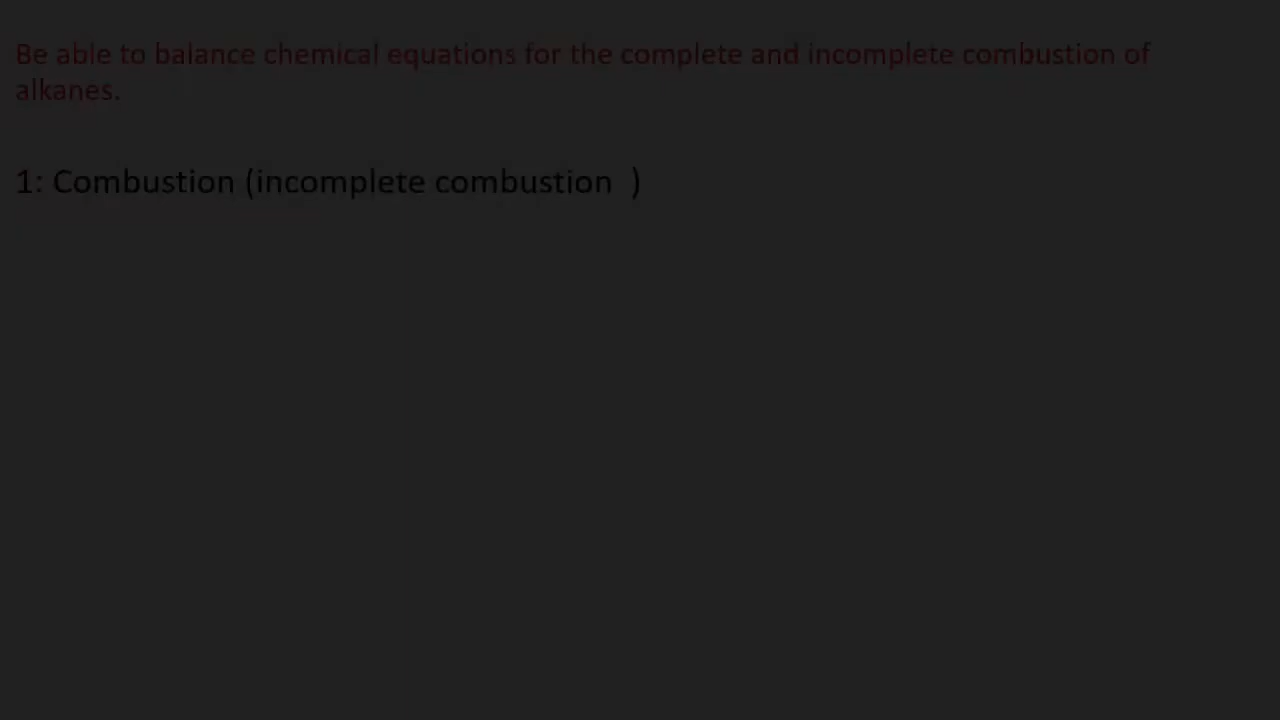 Be able to balance chemical equations for the complete and incomplete combustion of
alkanes.
1: Combustion (incomplete combustion  )